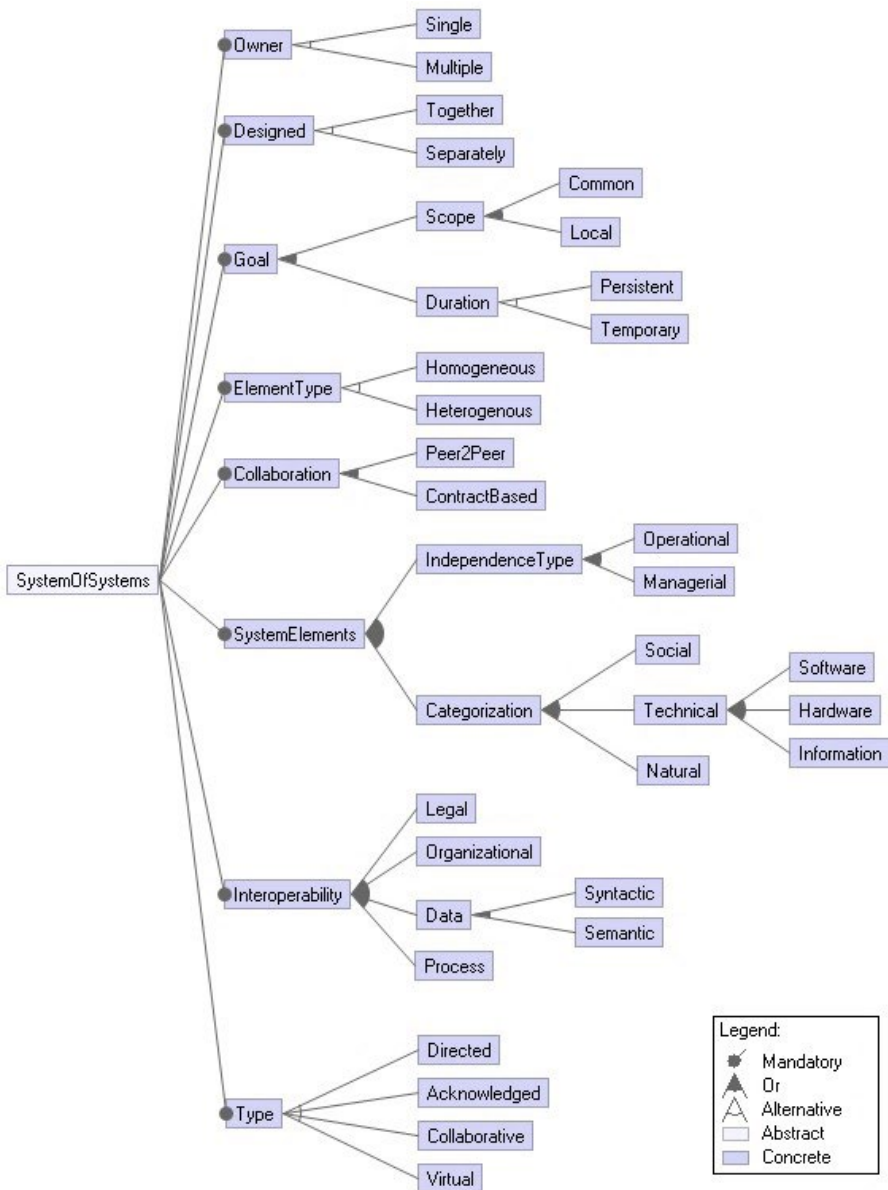 Single
Owner
Multiple
Together
Designed
Separately
Common
Scope
Local
Goal
Persistent
Duration
Temporary
Homogeneous
ElementType
Heterogenous
Peer2Peer
Collaboration
ContractBased
Operational
IndependenceType
Managerial
SystemOfSystems
SystemElements
Social
Software
Categorization
Technical
Hardware
Information
Natural
Legal
Organizational
Interoperability
Syntactic
Data
Semantic
Process
Directed
Acknowledged
Type
Collaborative
Virtual
Legend:
Mandatory
Or
Alternative
Abstract
Concrete